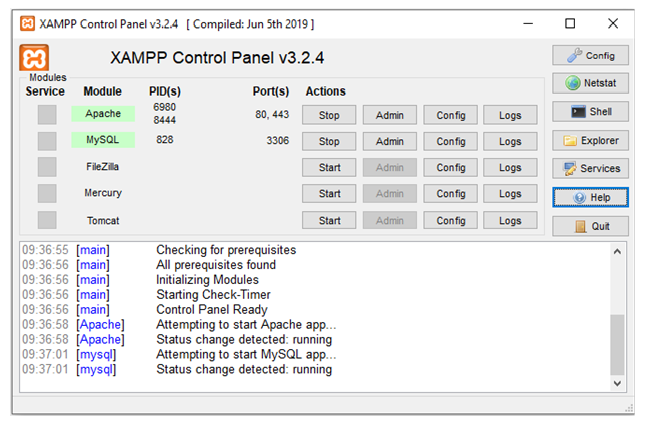 XAMPP Control Panel v3.2.4 [ Compiled: Jun 5th 2019 ]
XAMPP Control Panel v3.2.4
Config
Modules
Service Module PID(s) Port(s) Actions
Netstat
Apache 6980 8444 80, 443 Stop Admin Config Logs
Shell
MySQL 828 3306 Stop Admin Config Logs
Explorer
FileZilla Start Admin Config Logs
Services
Mercury Start Admin Config Logs
Help
Tomcat Start Admin Config Logs
Quit
09:36:55 [main] Checking for prerequisites
09:36:56 [main] All prerequisites found
09:36:56 [main] Initializing Modules
09:36:56 [main] Starting Check-Timer
09:36:56 [main] Control Panel Ready
09:36:58 [Apache] Attempting to start Apache app...
09:36:58 [Apache] Status change detected: running
09:37:01 [mysql] Attempting to start MySQL app...
09:37:01 [mysql] Status change detected: running